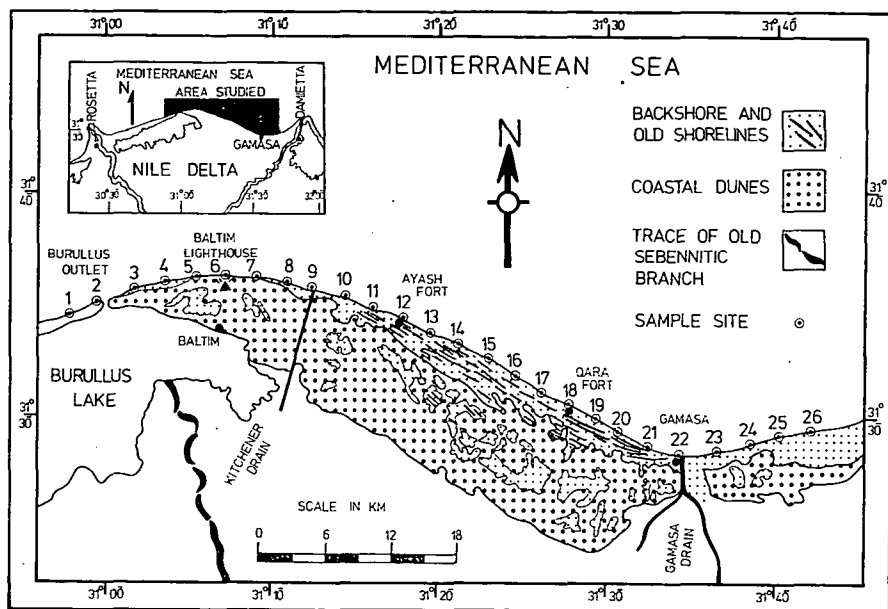 31° 00
31° 10
31° 20
31° 30
31° 40
MEDITERRANEAN SEA
MEDITERRANEAN SEA
AREA STUDIED
N
ROSETTA
DAMIETTA
GAMASA
NILE DELTA
31° 30
30° 30
31° 00
31° 30
32° 00
N
BACKSHORE AND
OLD SHORELINES
COASTAL DUNES
TRACE OF OLD
SEBENNITIC
BRANCH
SAMPLE SITE
31° 40
31° 40
BURULLUS
OUTLET
BALTIM
LIGHTHOUSE
AYASH
FORT
QARA
FORT
GAMASA
1 2 3 4 5 6 7 8 9 10 11 12 13 14 15 16 17 18 19 20 21 22 23 24 25 26
BALTIM
BURULLUS
LAKE
KITCHENER
DRAIN
31° 30
31° 30
SCALE IN KM
0 6 12 18
GAMASA
DRAIN
31° 00
31° 10
31° 20
31° 30
31° 40